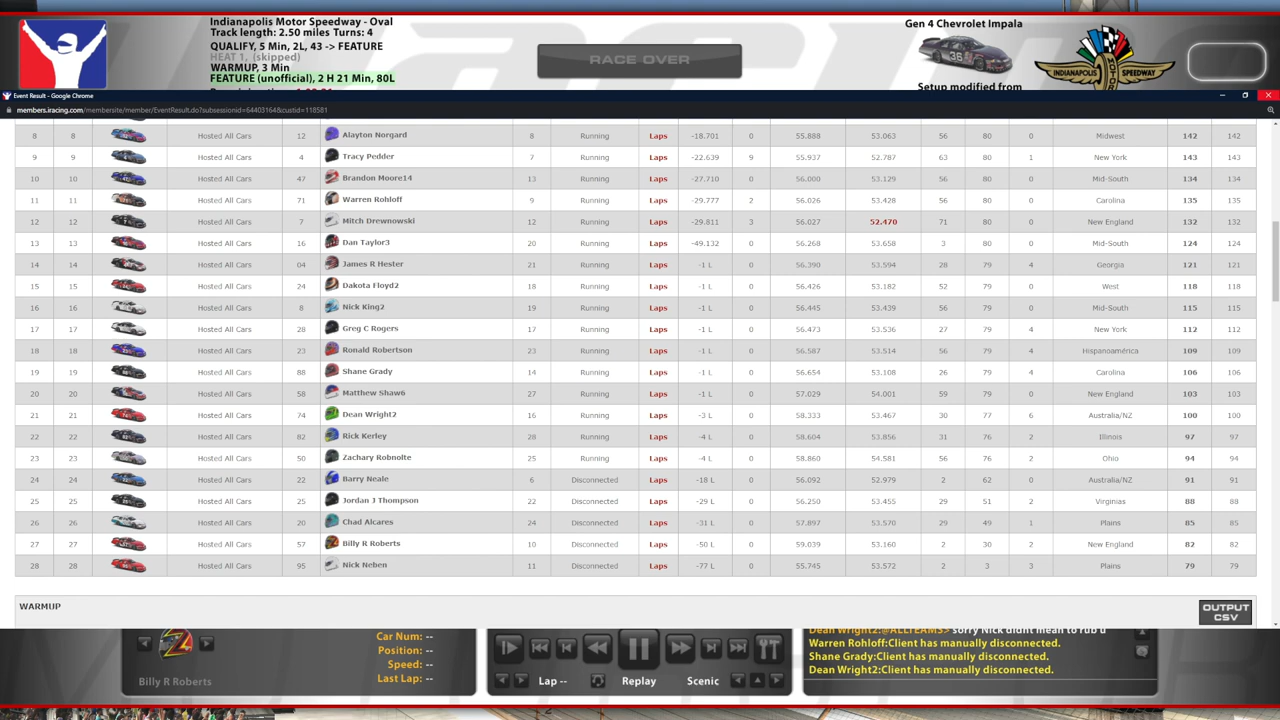 Indianapolis Motor Speedway - Oval
Track length: 2.50 miles Turns: 4
QUALIFY, 5 Min, 2L, 43 -> FEATURE
HEAT 1, (skipped)
WARMUP, 3 Min
FEATURE (unofficial), 2 H 21 Min, 80L
RACE OVER
Gen 4 Chevrolet Impala
Setup modified from
INDIANAPOLIS MOTOR SPEEDWAY
Event Result - Google Chrome
members.iracing.com/membersite/member/EventResult.do?subsessionid=64403164&custid=118581
8 8 Hosted All Cars 12 Alayton Norgard 8 Running Laps -18.701 0 55.888 53.063 56 80 0 Midwest 142 142
9 9 Hosted All Cars 4 Tracy Pedder 7 Running Laps -22.639 9 55.937 52.787 63 80 1 New York 143 143
10 10 Hosted All Cars 47 Brandon Moore14 13 Running Laps -27.710 0 56.000 53.129 56 80 0 Mid-South 134 134
11 11 Hosted All Cars 71 Warren Rohloff 9 Running Laps -29.777 2 56.026 53.428 56 80 0 Carolina 135 135
12 12 Hosted All Cars 7 Mitch Drewnowski 12 Running Laps -29.811 3 56.027 52.470 71 80 0 New England 132 132
13 13 Hosted All Cars 16 Dan Taylor3 20 Running Laps -49.132 0 56.268 53.658 3 80 0 Mid-South 124 124
14 14 Hosted All Cars 04 James R Hester 21 Running Laps -1 L 0 56.390 53.594 28 79 4 Georgia 121 121
15 15 Hosted All Cars 24 Dakota Floyd2 18 Running Laps -1 L 0 56.426 53.182 52 79 0 West 118 118
16 16 Hosted All Cars 8 Nick King2 19 Running Laps -1 L 0 56.445 53.439 56 79 0 Mid-South 115 115
17 17 Hosted All Cars 28 Greg C Rogers 17 Running Laps -1 L 0 56.473 53.536 27 79 4 New York 112 112
18 18 Hosted All Cars 23 Ronald Robertson 23 Running Laps -1 L 0 56.587 53.514 56 79 4 Hispanoamérica 109 109
19 19 Hosted All Cars 88 Shane Grady 14 Running Laps -1 L 0 56.654 53.108 26 79 4 Carolina 106 106
20 20 Hosted All Cars 58 Matthew Shaw6 27 Running Laps -1 L 0 57.029 54.001 59 79 0 New England 103 103
21 21 Hosted All Cars 74 Dean Wright2 16 Running Laps -3 L 0 58.333 53.467 30 77 6 Australia/NZ 100 100
22 22 Hosted All Cars 82 Rick Kerley 28 Running Laps -4 L 0 58.604 53.856 31 76 2 Illinois 97 97
23 23 Hosted All Cars 50 Zachary Robnolte 25 Running Laps -4 L 0 58.860 54.581 56 76 2 Ohio 94 94
24 24 Hosted All Cars 22 Barry Neale 6 Disconnected Laps -18 L 0 56.092 52.979 2 62 0 Australia/NZ 91 91
25 25 Hosted All Cars 25 Jordan J Thompson 22 Disconnected Laps -29 L 0 56.250 53.455 29 51 2 Virginias 88 88
26 26 Hosted All Cars 20 Chad Alcares 24 Disconnected Laps -31 L 0 57.897 53.570 29 49 1 Plains 85 85
27 27 Hosted All Cars 57 Billy R Roberts 10 Disconnected Laps -50 L 0 59.039 53.160 2 30 2 New England 82 82
28 28 Hosted All Cars 95 Nick Neben 11 Disconnected Laps -77 L 0 55.745 53.572 2 3 3 Plains 79 79
WARMUP
OUTPUT CSV
Billy R Roberts
Car Num: --
Position: --
Speed: --
Last Lap: --
Lap --
Replay
Scenic
Dean Wright2:@ALLTEAMS> sorry Nick didnt mean to rub u
Warren Rohloff:Client has manually disconnected.
Shane Grady:Client has manually disconnected.
Dean Wright2:Client has manually disconnected.